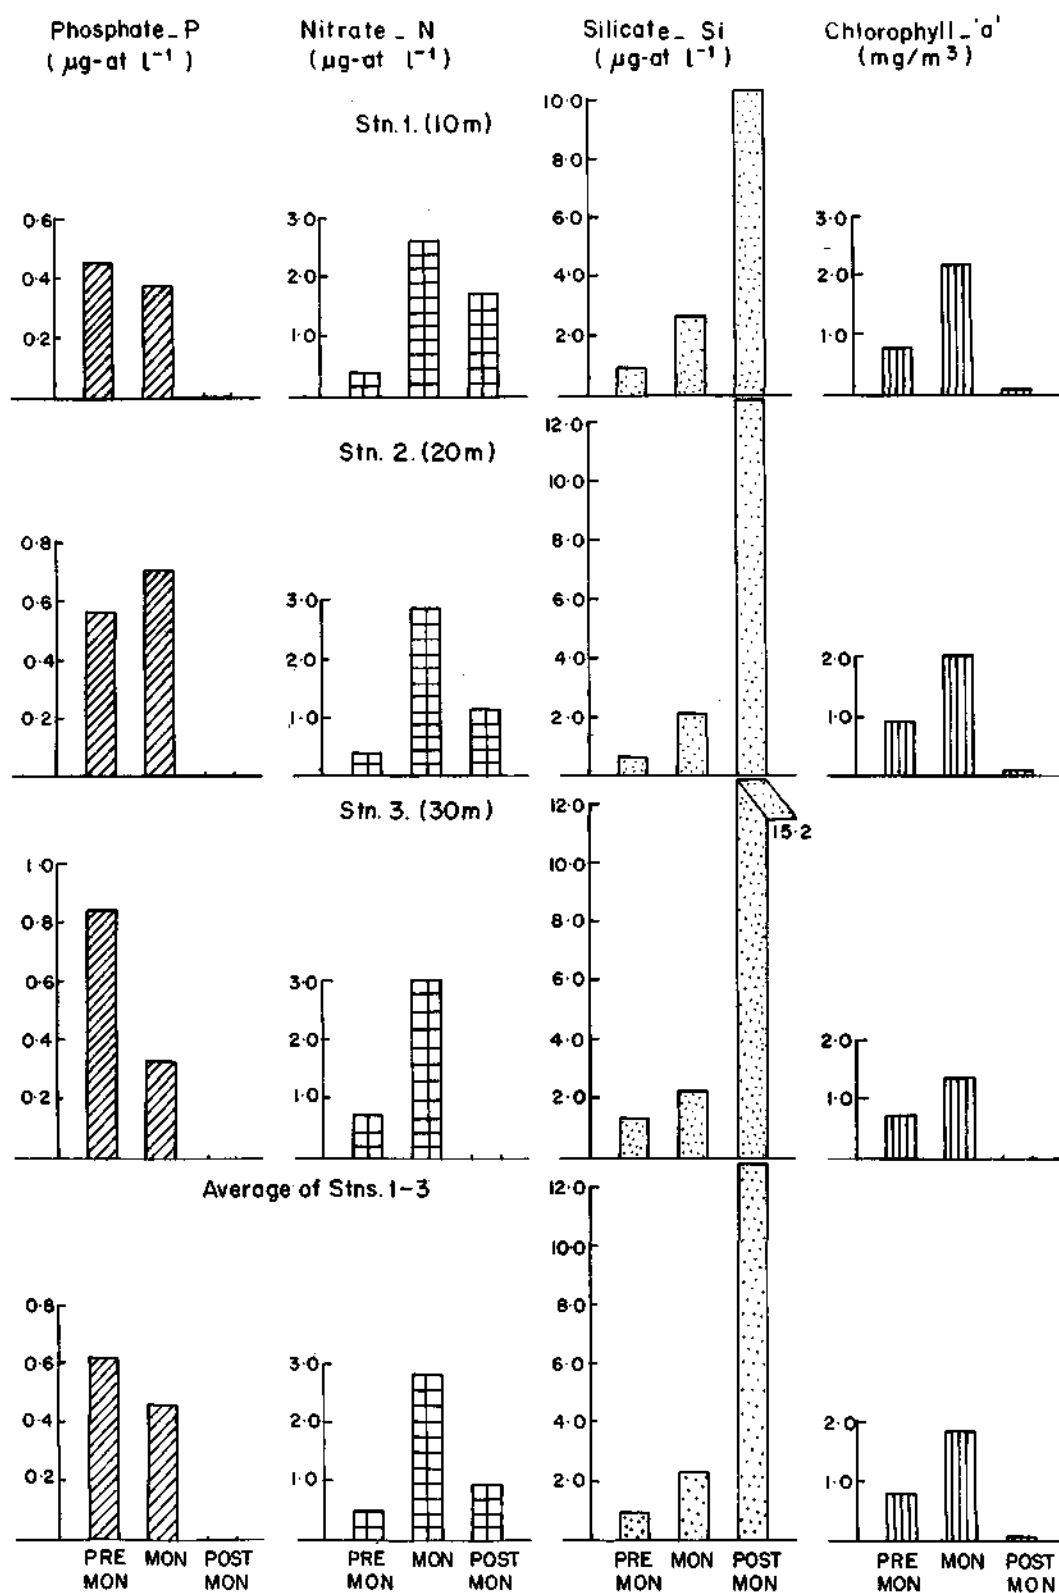 Phosphate-P
(µg-at l⁻¹)
Nitrate - N
(µg-at l⁻¹)
Silicate - Si
(µg-at l⁻¹)
Chlorophyll-'a'
(mg/m³)
Stn. 1. (10m)
0·6
0·4
0·2
3·0
2·0
1·0
10·0
8·0
6·0
4·0
2·0
3·0
2·0
1·0
Stn. 2. (20m)
0·8
0·6
0·4
0·2
3·0
2·0
1·0
12·0
10·0
8·0
6·0
4·0
2·0
2·0
1·0
Stn. 3. (30m)
1·0
0·8
0·6
0·4
0·2
3·0
2·0
1·0
12·0
10·0
8·0
6·0
4·0
2·0
15·2
2·0
1·0
Average of Stns. 1-3
0·8
0·6
0·4
0·2
3·0
2·0
1·0
12·0
10·0
8·0
6·0
4·0
2·0
2·0
1·0
PRE MON
MON
POST MON
PRE MON
MON
POST MON
PRE MON
MON
POST MON
PRE MON
MON
POST MON